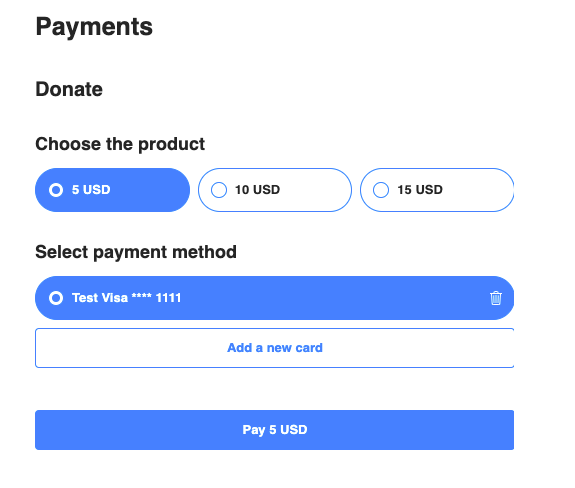 Payments
Donate
Choose the product
5 USD
10 USD
15 USD
Select payment method
Test Visa **** 1111
Add a new card
Pay 5 USD